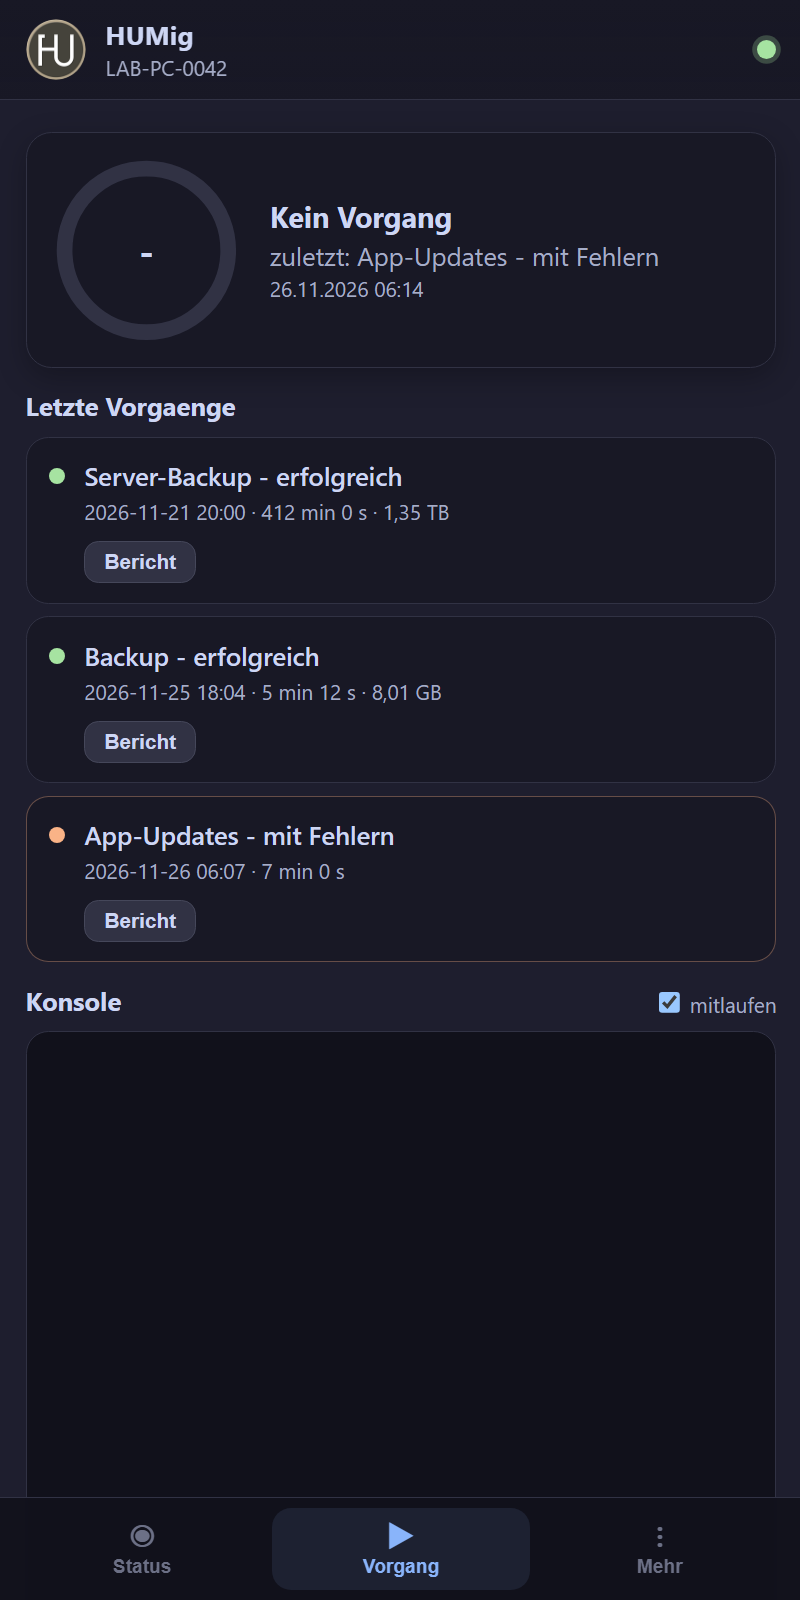 HU
HUMig
LAB-PC-0042
-
Kein Vorgang
zuletzt: App-Updates - mit Fehlern
26.11.2026 06:14
Letzte Vorgaenge
Server-Backup - erfolgreich
2026-11-21 20:00 · 412 min 0 s · 1,35 TB
Bericht
Backup - erfolgreich
2026-11-25 18:04 · 5 min 12 s · 8,01 GB
Bericht
App-Updates - mit Fehlern
2026-11-26 06:07 · 7 min 0 s
Bericht
Konsole
mitlaufen
Status
Vorgang
Mehr